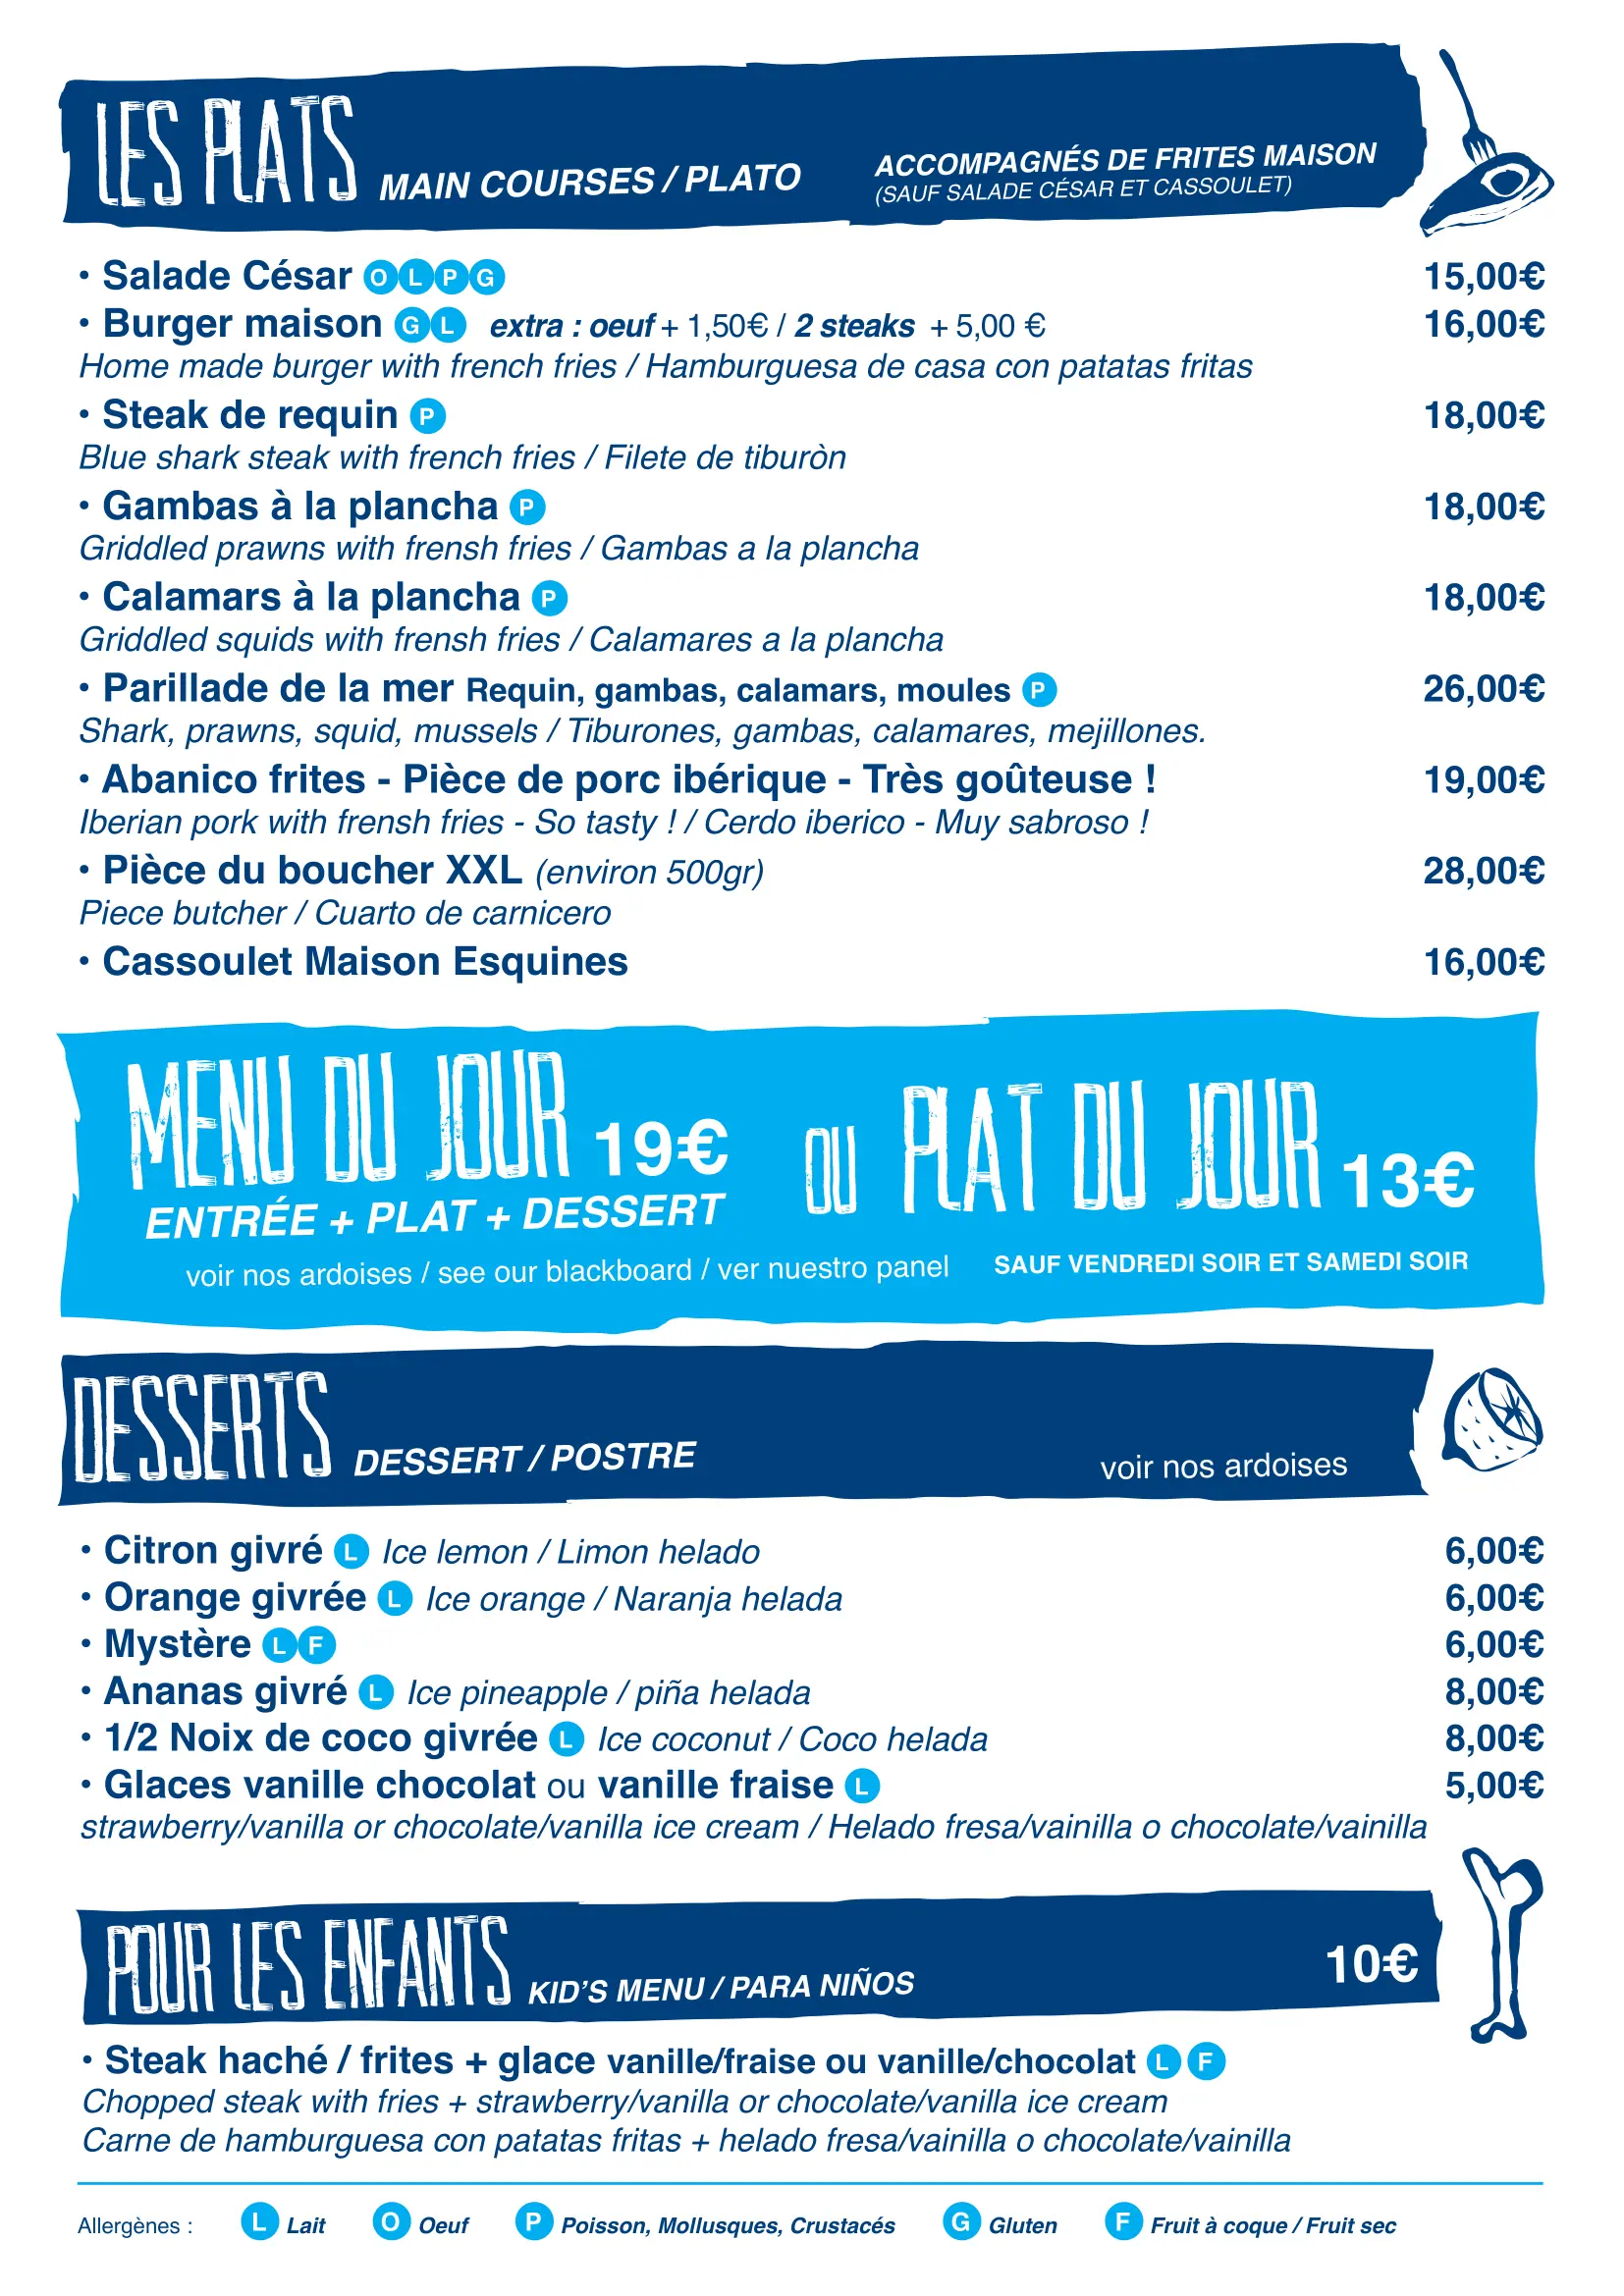 LES PLATS MAIN COURSES / PLATO ACCOMPAGNÉS DE FRITES MAISON
(SAUF SALADE CÉSAR ET CASSOULET)
• Salade César O L P G 15,00€
• Burger maison G L extra : oeuf + 1,50€ / 2 steaks + 5,00 € 16,00€
Home made burger with french fries / Hamburguesa de casa con patatas fritas
• Steak de requin P 18,00€
Blue shark steak with french fries / Filete de tiburòn
• Gambas à la plancha P 18,00€
Griddled prawns with frensh fries / Gambas a la plancha
• Calamars à la plancha P 18,00€
Griddled squids with frensh fries / Calamares a la plancha
• Parillade de la mer Requin, gambas, calamars, moules P 26,00€
Shark, prawns, squid, mussels / Tiburones, gambas, calamares, mejillones.
• Abanico frites - Pièce de porc ibérique - Très goûteuse ! 19,00€
Iberian pork with frensh fries - So tasty ! / Cerdo iberico - Muy sabroso !
• Pièce du boucher XXL (environ 500gr) 28,00€
Piece butcher / Cuarto de carnicero
• Cassoulet Maison Esquines 16,00€
MENU DU JOUR 19€ OU PLAT DU JOUR 13€
ENTRÉE + PLAT + DESSERT
voir nos ardoises / see our blackboard / ver nuestro panel SAUF VENDREDI SOIR ET SAMEDI SOIR
DESSERTS DESSERT / POSTRE voir nos ardoises
• Citron givré L Ice lemon / Limon helado 6,00€
• Orange givrée L Ice orange / Naranja helada 6,00€
• Mystère L F 6,00€
• Ananas givré L Ice pineapple / piña helada 8,00€
• 1/2 Noix de coco givrée L Ice coconut / Coco helada 8,00€
• Glaces vanille chocolat ou vanille fraise L 5,00€
strawberry/vanilla or chocolate/vanilla ice cream / Helado fresa/vainilla o chocolate/vainilla
POUR LES ENFANTS KID'S MENU / PARA NIÑOS 10€
• Steak haché / frites + glace vanille/fraise ou vanille/chocolat L F
Chopped steak with fries + strawberry/vanilla or chocolate/vanilla ice cream
Carne de hamburguesa con patatas fritas + helado fresa/vainilla o chocolate/vainilla
Allergènes : L Lait O Oeuf P Poisson, Mollusques, Crustacés G Gluten F Fruit à coque / Fruit sec